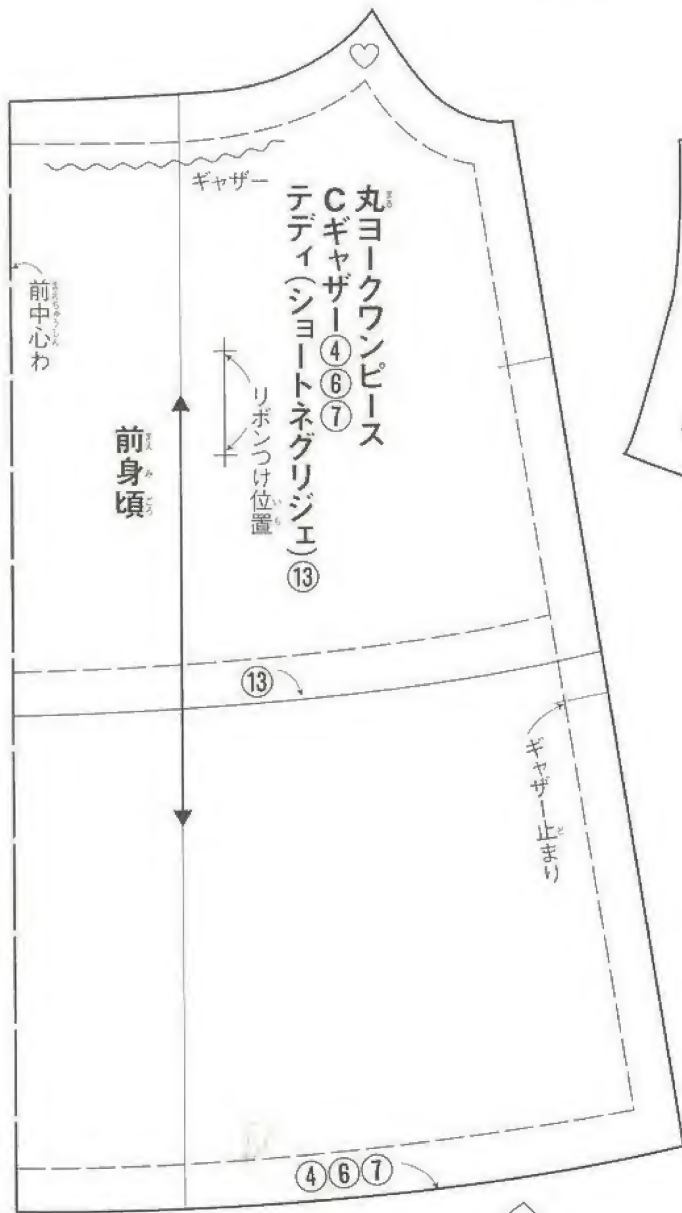 ギャザー
丸ヨークワンピース
Cギャザー④⑥⑦
テディ(ショートネグリジェ)⑬
リボンつけ位置
前身頃
前中心わ
⑬
ギャザー止まり
④⑥⑦